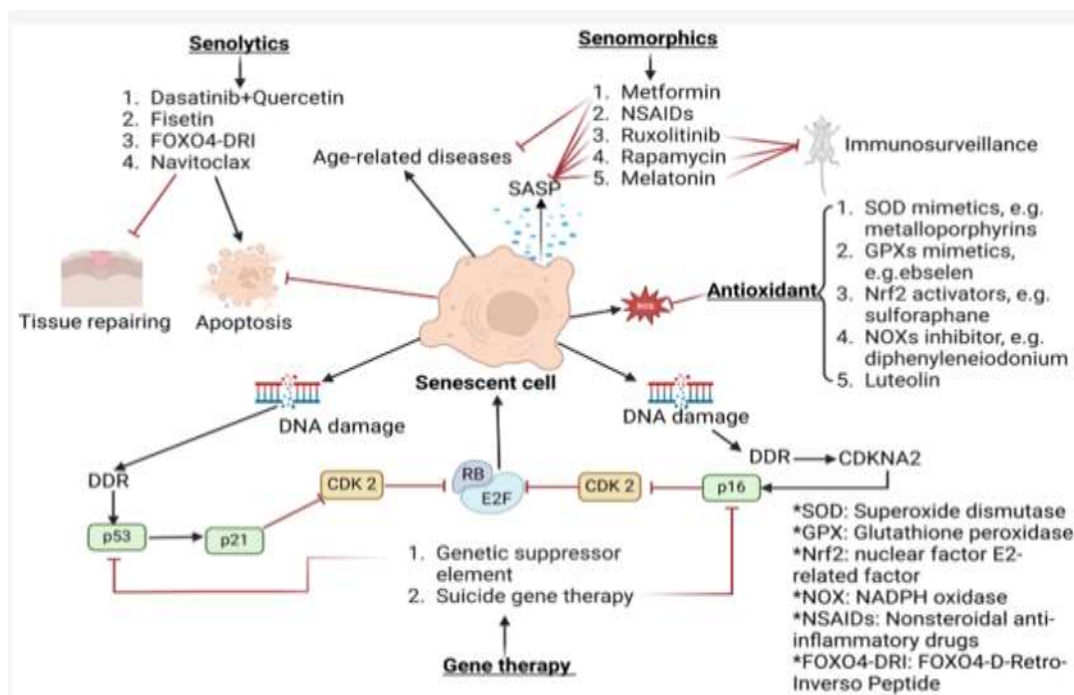 Senolytics
1. Dasatinib+Quercetin
2. Fisetin
3. FOXO4-DRI
4. Navitoclax
Senomorphics
1. Metformin
2. NSAIDs
3. Ruxolitinib
4. Rapamycin
5. Melatonin
Age-related diseases
SASP
Immunosurveillance
Tissue repairing
Apoptosis
ROS
Antioxidant
1. SOD mimetics, e.g.
metalloporphyrins
2. GPXs mimetics,
e.g.ebselen
3. Nrf2 activators, e.g.
sulforaphane
4. NOXs inhibitor, e.g.
diphenyleneiodonium
5. Luteolin
Senescent cell
DNA damage
DNA damage
DDR
p53
p21
CDK 2
RB
E2F
CDK 2
p16
DDR
CDKNA2
1. Genetic suppressor
element
2. Suicide gene therapy
Gene therapy
*SOD: Superoxide dismutase
*GPX: Glutathione peroxidase
*Nrf2: nuclear factor E2-
related factor
*NOX: NADPH oxidase
*NSAIDs: Nonsteroidal anti-
inflammatory drugs
*FOXO4-DRI: FOXO4-D-Retro-
Inverso Peptide